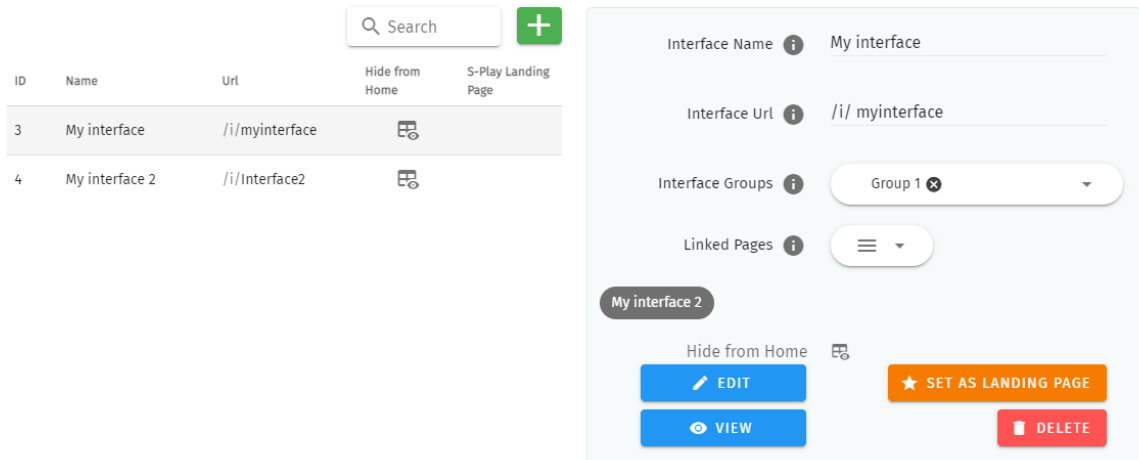 Search
ID Name Url Hide from Home S-Play Landing Page
3 My interface /i/myinterface
4 My interface 2 /i/Interface2
Interface Name My interface
Interface Url /i/ myinterface
Interface Groups Group 1
Linked Pages
My interface 2
Hide from Home
EDIT SET AS LANDING PAGE
VIEW DELETE